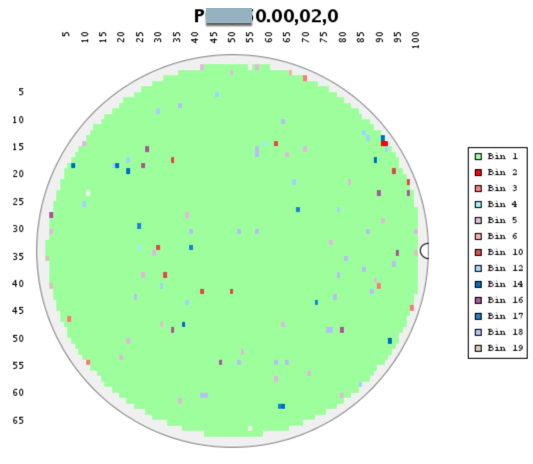 P 0.00,02,0
5 10 15 20 25 30 35 40 45 50 55 60 65 70 75 80 85 90 95 100
5
10
15
20
25
30
35
40
45
50
55
60
65
Bin 1
Bin 2
Bin 3
Bin 4
Bin 5
Bin 6
Bin 10
Bin 12
Bin 14
Bin 16
Bin 17
Bin 18
Bin 19